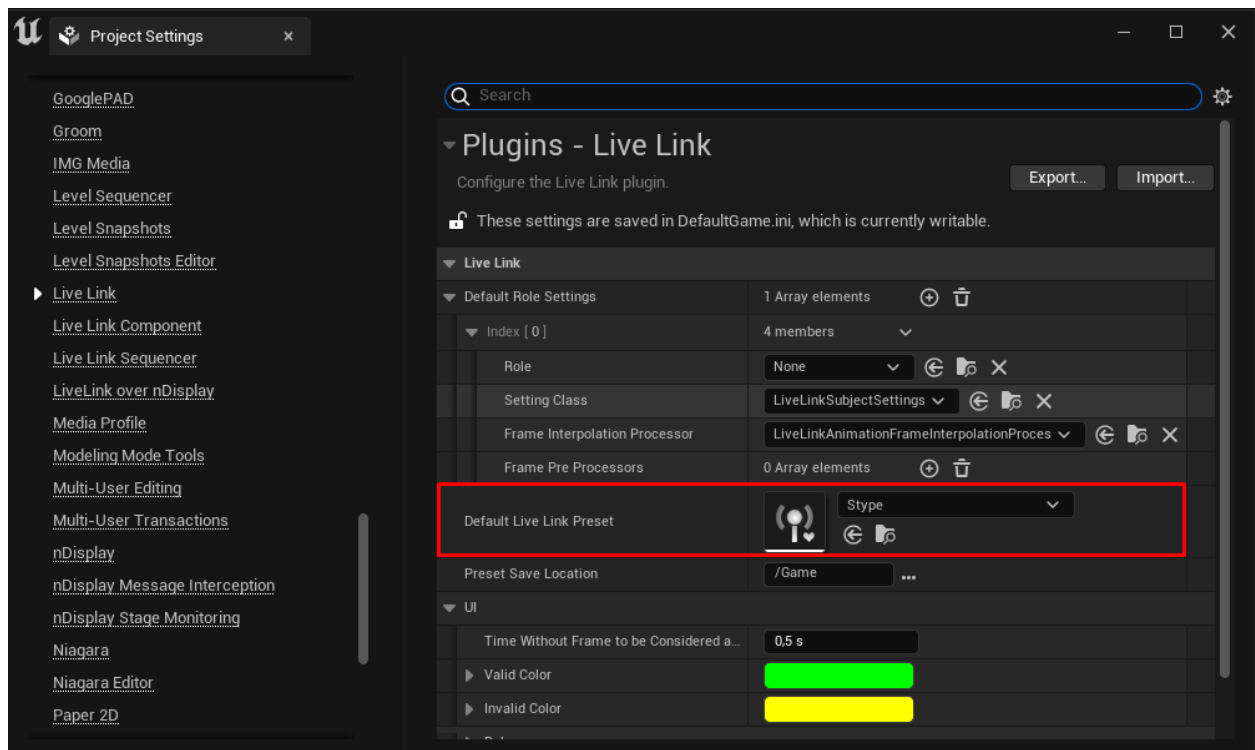 Project Settings
GooglePAD
Groom
IMG Media
Level Sequencer
Level Snapshots
Level Snapshots Editor
Live Link
Live Link Component
Live Link Sequencer
LiveLink over nDisplay
Media Profile
Modeling Mode Tools
Multi-User Editing
Multi-User Transactions
nDisplay
nDisplay Message Interception
nDisplay Stage Monitoring
Niagara
Niagara Editor
Paper 2D
Search
Plugins - Live Link
Configure the Live Link plugin.
Export...
Import...
These settings are saved in DefaultGame.ini, which is currently writable.
Live Link
Default Role Settings 1 Array elements
Index [ 0 ] 4 members
Role None
Setting Class LiveLinkSubjectSettings
Frame Interpolation Processor LiveLinkAnimationFrameInterpolationProces
Frame Pre Processors 0 Array elements
Default Live Link Preset Stype
Preset Save Location /Game
UI
Time Without Frame to be Considered a... 0,5 s
Valid Color
Invalid Color